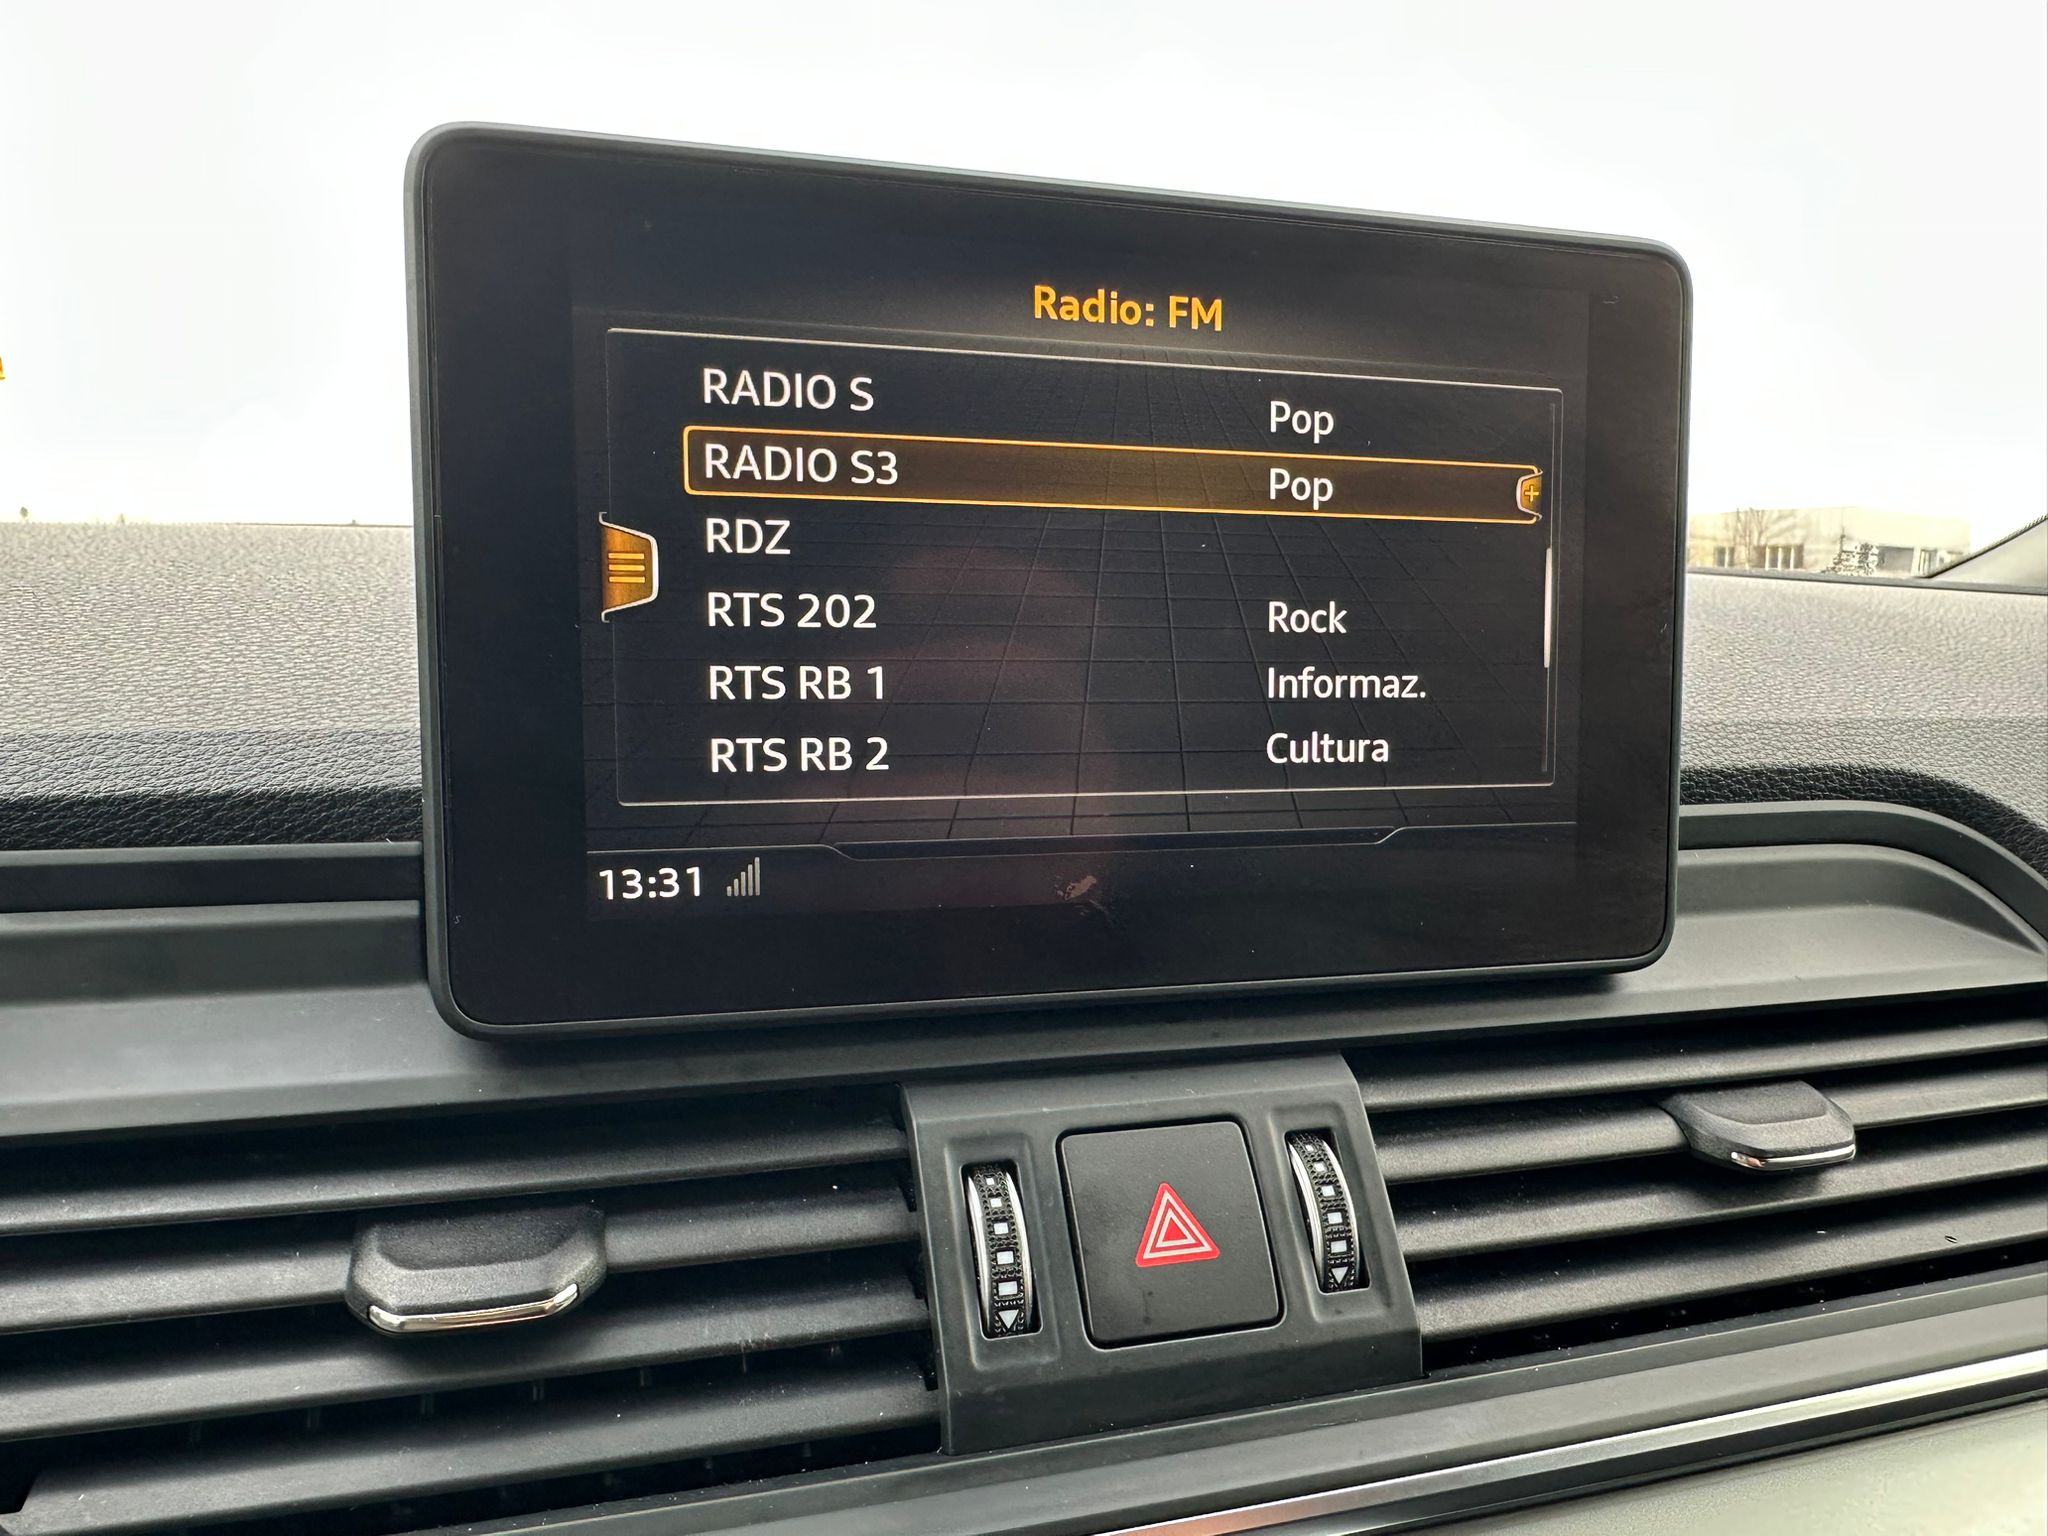 Radio: FM
RADIO S Pop
RADIO S3 Pop
RDZ
RTS 202 Rock
RTS RB 1 Informaz.
RTS RB 2 Cultura
13:31